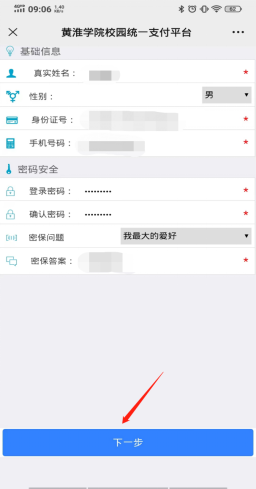 09:06
黄淮学院校园统一支付平台
基础信息
真实姓名： *
性别： 男 *
身份证号： *
手机号码： *
密码安全
登录密码： ········· *
确认密码： ········· *
密保问题 我最大的爱好
密保答案： *
下一步